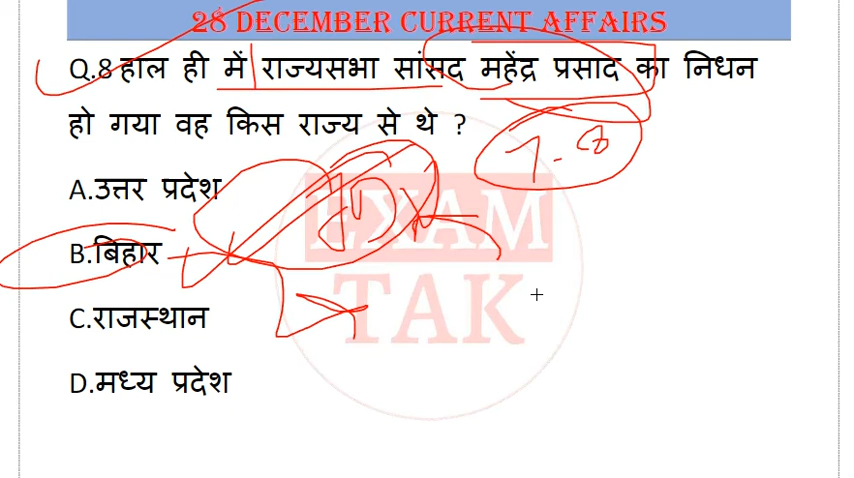 28 DECEMBER CURRENT AFFAIRS
Q.8 हाल ही में राज्यसभा सांसद महेंद्र प्रसाद का निधन
हो गया वह किस राज्य से थे ?
A.उत्तर प्रदेश
B.बिहार
C.राजस्थान
D.मध्य प्रदेश
EXAM
TAK